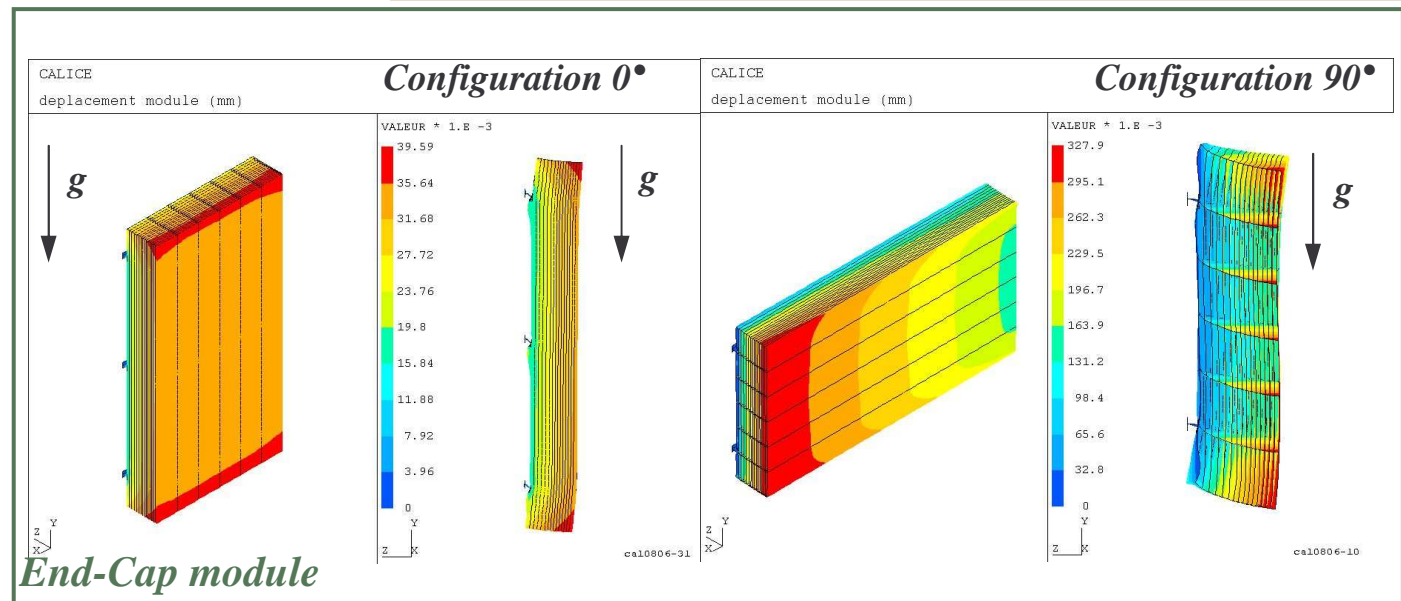 CALICE
Configuration 0°
deplacement module (mm)
VALEUR * 1.E -3
39.59
35.64
31.68
27.72
23.76
19.8
15.84
11.88
7.92
3.96
0
g
g
Z
Y
X
Y
Z
X
cal0806-31
CALICE
Configuration 90°
deplacement module (mm)
VALEUR * 1.E -3
327.9
295.1
262.3
229.5
196.7
163.9
131.2
98.4
65.6
32.8
0
g
Z
Y
X
Y
Z
X
cal0806-10
End-Cap module